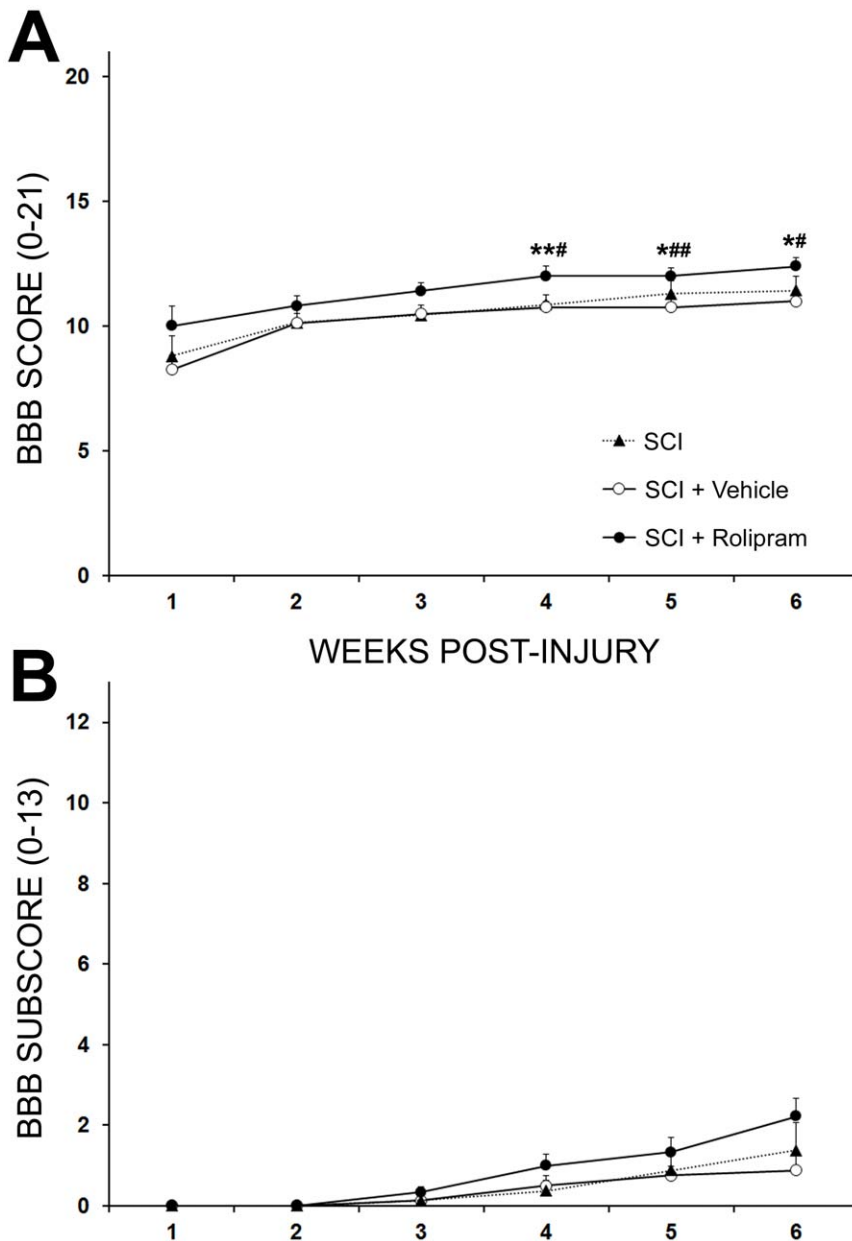 A
BBB SCORE (0-21)
20
15
10
5
0
**#
*##
*#
SCI
SCI + Vehicle
SCI + Rolipram
1 2 3 4 5 6
WEEKS POST-INJURY
B
BBB SUBSCORE (0-13)
12
10
8
6
4
2
0
1 2 3 4 5 6